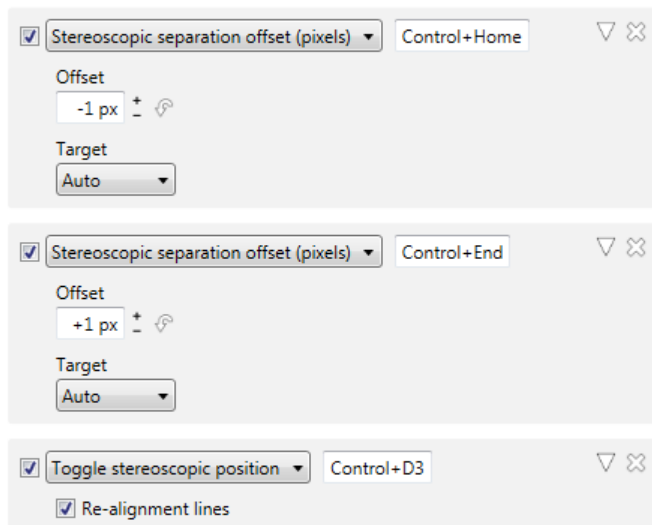 Stereoscopic separation offset (pixels) Control+Home
Offset
-1 px + -
Target
Auto
Stereoscopic separation offset (pixels) Control+End
Offset
+1 px + -
Target
Auto
Toggle stereoscopic position Control+D3
Re-alignment lines